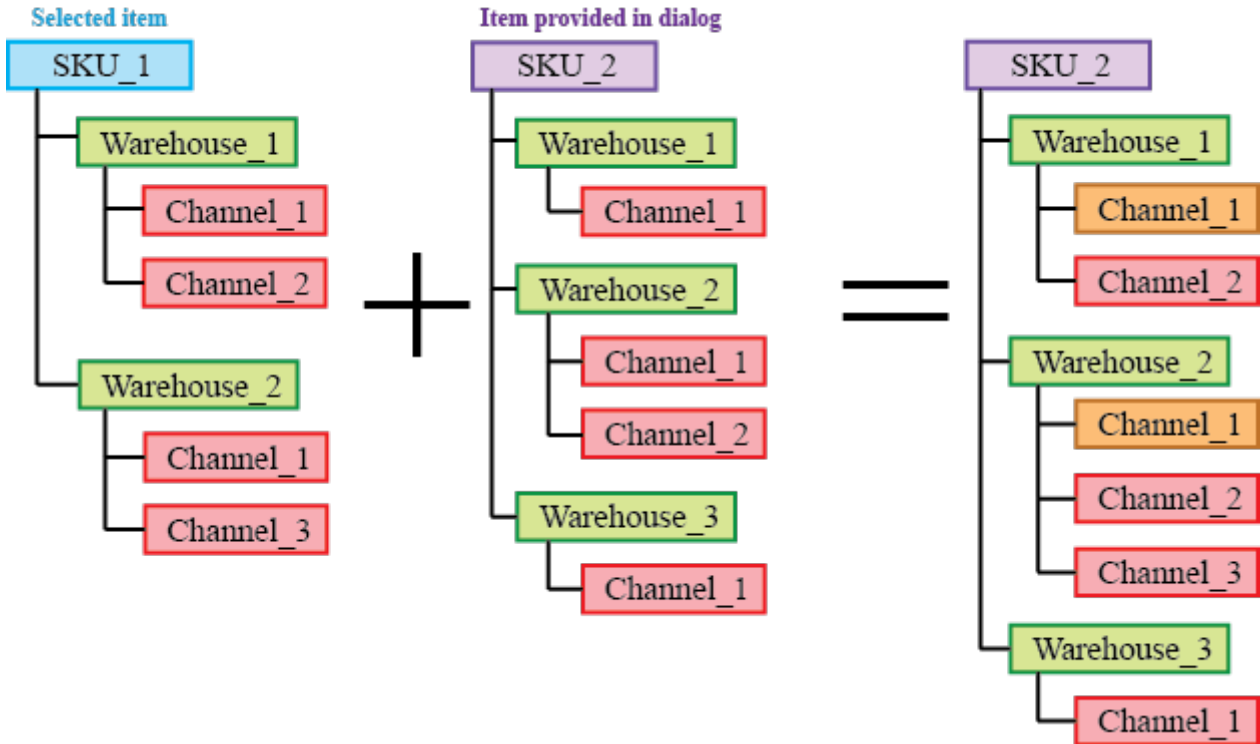 Selected item
SKU_1
Warehouse_1
Channel_1
Channel_2
Warehouse_2
Channel_1
Channel_3
+
Item provided in dialog
SKU_2
Warehouse_1
Channel_1
Warehouse_2
Channel_1
Channel_2
Warehouse_3
Channel_1
=
SKU_2
Warehouse_1
Channel_1
Channel_2
Warehouse_2
Channel_1
Channel_2
Channel_3
Warehouse_3
Channel_1